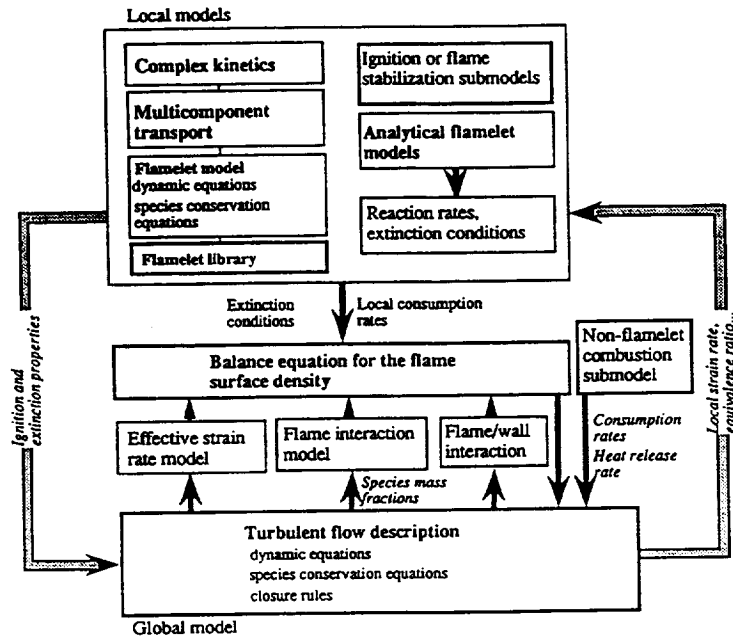 Local models
Complex kinetics
Multicomponent
transport
Flamelet model
dynamic equations
species conservation
equations
Flamelet library
Ignition or flame
stabilization submodels
Analytical flamelet
models
Reaction rates,
extinction conditions
Ignition and
extinction properties
Extinction
conditions
Local consumption
rates
Local strain rate,
equivalence ratio...
Balance equation for the flame
surface density
Non-flamelet
combustion
submodel
Effective strain
rate model
Flame interaction
model
Flame/wall
interaction
Consumption
rates
Heat release
rate
Species mass
fractions
Turbulent flow description
dynamic equations
species conservation equations
closure rules
Global model